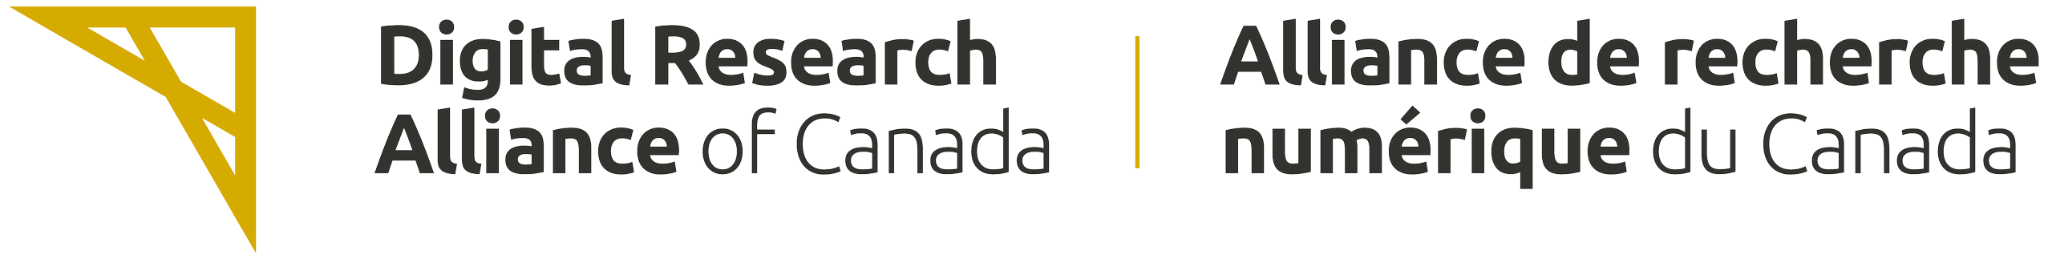 Digital Research
Alliance of Canada
Alliance de recherche
numérique du Canada